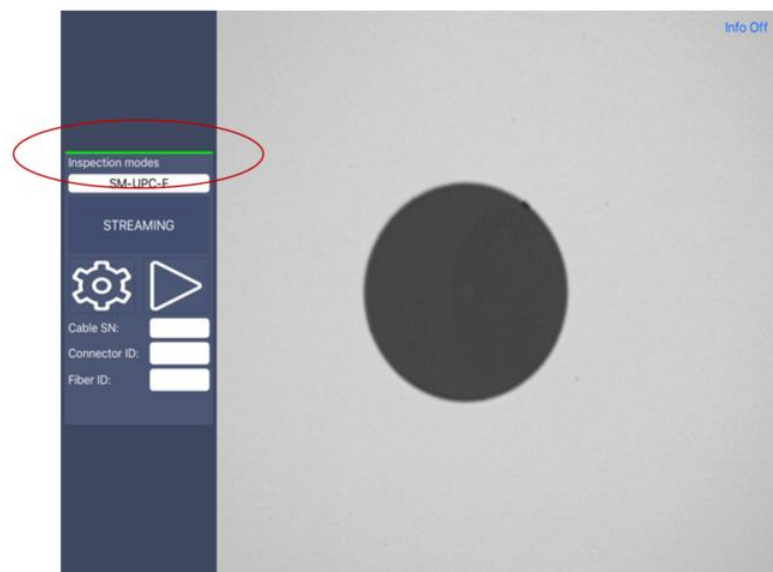 Info Off
Inspection modes
SM-UPC-F
STREAMING
Cable SN:
Connector ID:
Fiber ID: